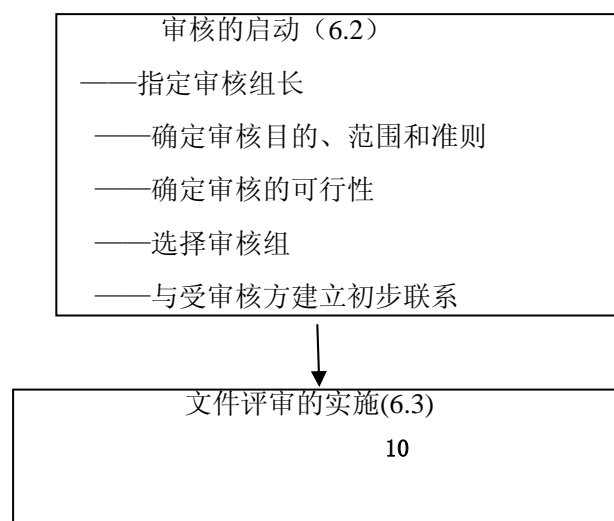 审核的启动（6.2）
——指定审核组长
——确定审核目的、范围和准则
——确定审核的可行性
——选择审核组
——与受审核方建立初步联系
文件评审的实施(6.3)
10